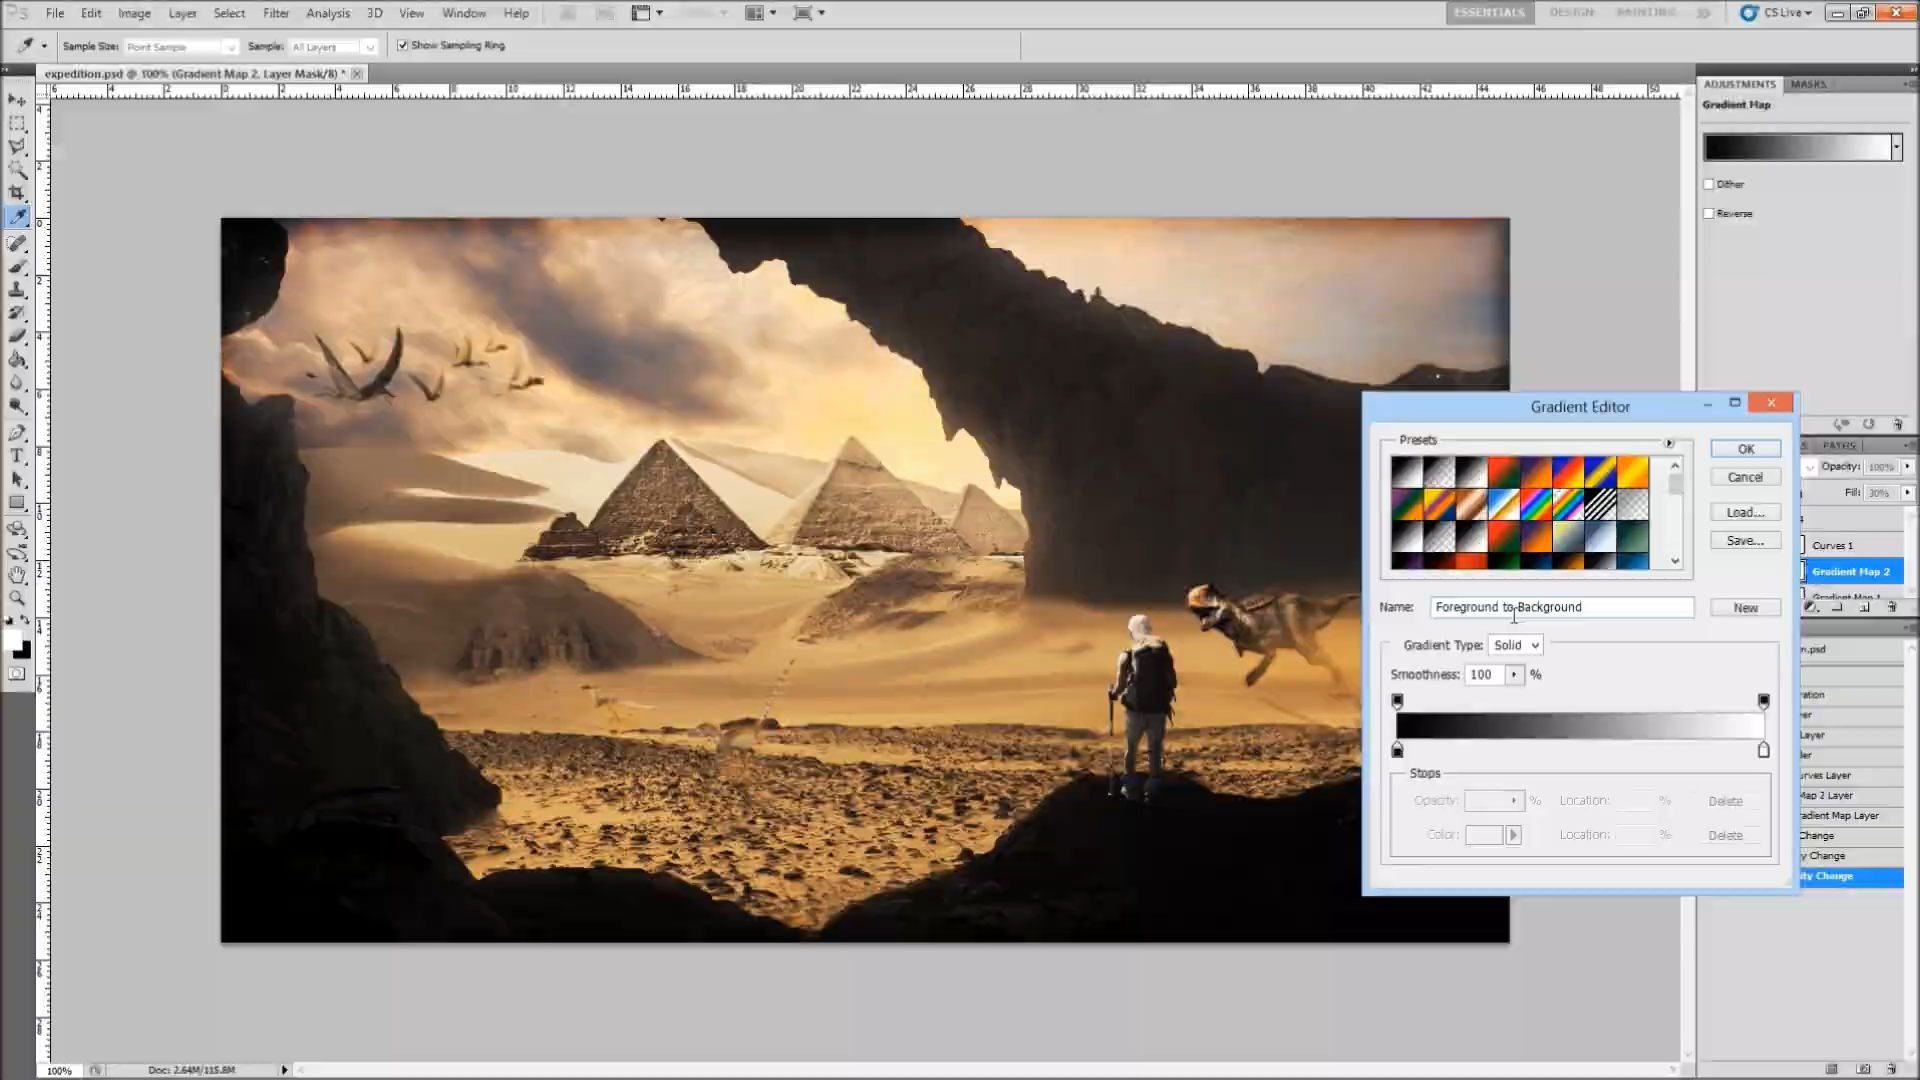 File Edit Image Layer Select Filter Analysis 3D View Window Help
ESSENTIALS DESIGN PAINTING CS Live
Sample Size: Point Sample Sample: All Layers Show Sampling Ring
expedition.psd @ 100% (Gradient Map 2, Layer Mask/8) *
ADJUSTMENTS MASKS
Gradient Map
Dither
Reverse
Gradient Editor
Presets
OK
Cancel
Load...
Save...
Name: Foreground to Background
New
Gradient Type: Solid
Smoothness: 100 %
Stops
Opacity: % Location: % Delete
Color: Location: % Delete
PATHS
Opacity: 100%
Fill: 30%
Curves 1
Gradient Map 2
Gradient Map 1
n.psd
ration
er
Layer
ler
urves Layer
Map 2 Layer
radient Map Layer
Change
y Change
ity Change
100% Doc: 2.64M/115.8M